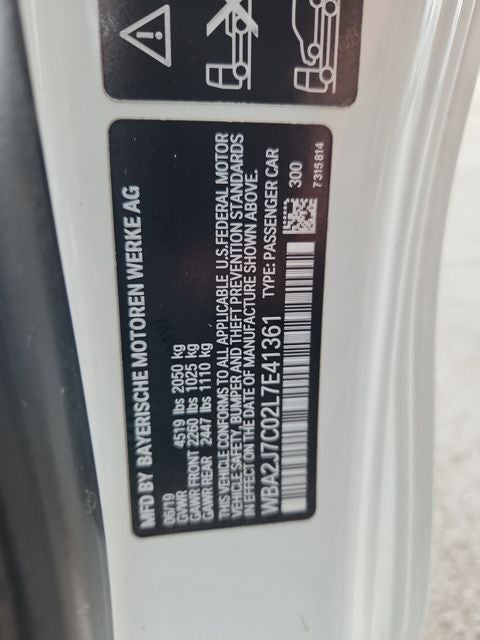 MFD BY BAYERISCHE MOTOREN WERKE AG
06/19
GVWR 4519 lbs 2050 kg
GAWR FRONT 2260 lbs 1025 kg
GAWR REAR 2447 lbs 1110 kg
THIS VEHICLE CONFORMS TO ALL APPLICABLE U.S. FEDERAL MOTOR
VEHICLE SAFETY, BUMPER AND THEFT PREVENTION STANDARDS
IN EFFECT ON THE DATE OF MANUFACTURE SHOWN ABOVE.
WBA2J7C02L7E41361 TYPE: PASSENGER CAR
300
7 315 814